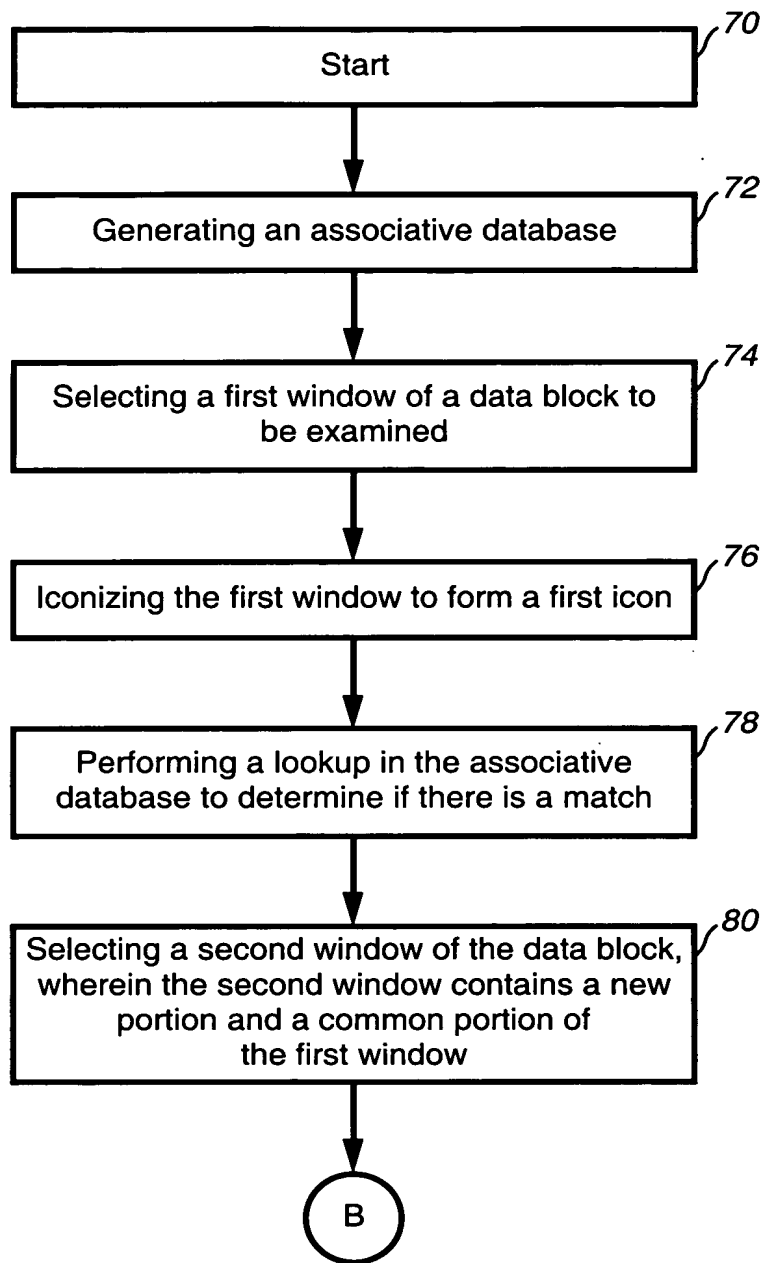 70
Start
72
Generating an associative database
74
Selecting a first window of a data block to
be examined
76
Iconizing the first window to form a first icon
78
Performing a lookup in the associative
database to determine if there is a match
80
Selecting a second window of the data block,
wherein the second window contains a new
portion and a common portion of
the first window
B